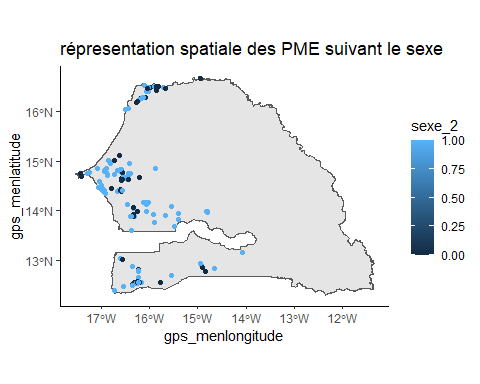 répresentation spatiale des PME suivant le sexe
16°N
15°N
14°N
13°N
gps_menlatitude
17°W
16°W
15°W
14°W
13°W
12°W
gps_menlongitude
sexe_2
1.00
0.75
0.50
0.25
0.00